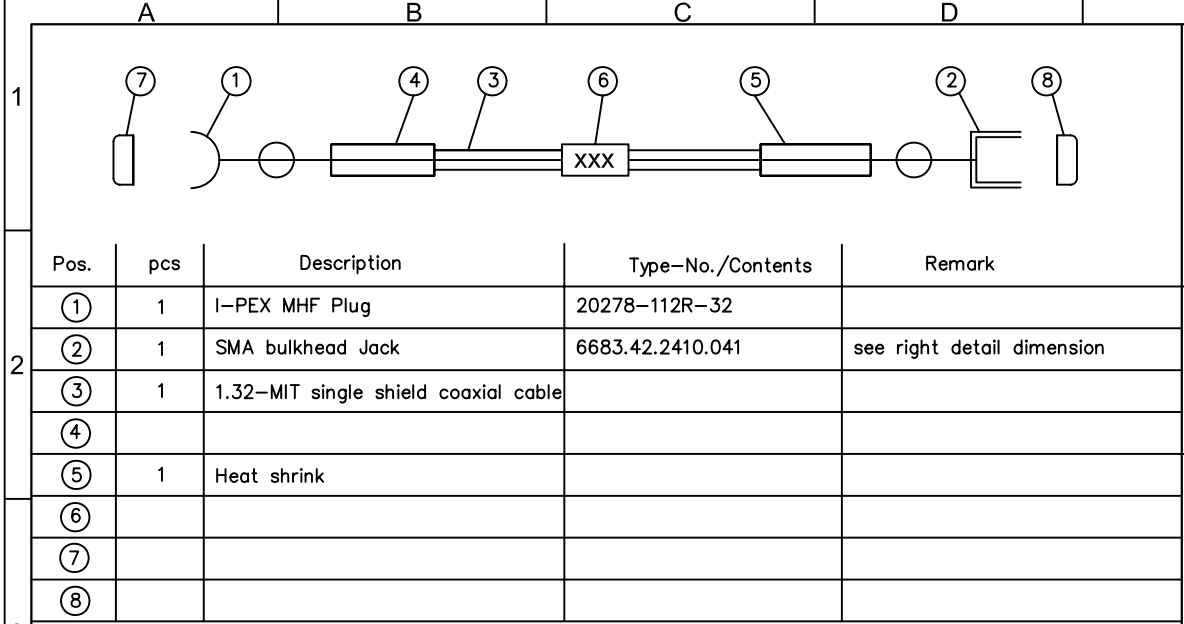 A B C D
1
7 1 4 3 6 5 2 8
XXX
Pos. pcs Description Type-No./Contents Remark
1 1 I-PEX MHF Plug 20278-112R-32
2
2 1 SMA bulkhead Jack 6683.42.2410.041 see right detail dimension
3 1 1.32-MIT single shield coaxial cable
4
5 1 Heat shrink
6
7
8